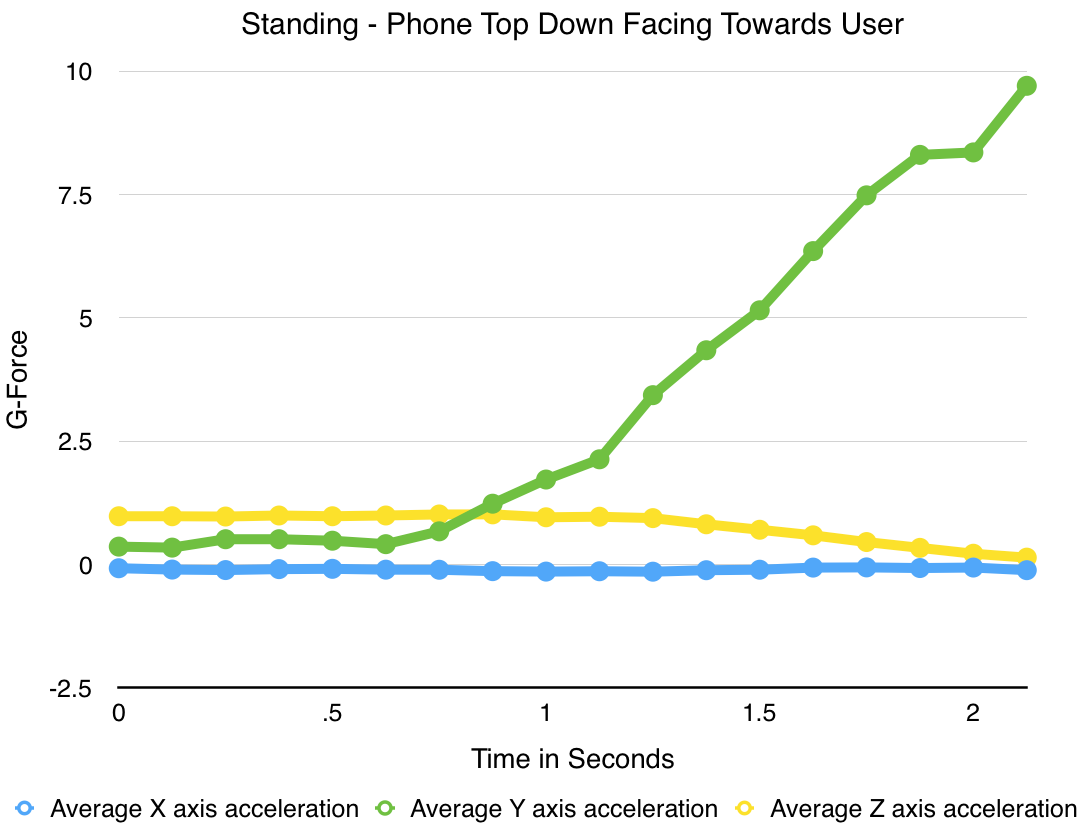 Standing - Phone Top Down Facing Towards User
10
7.5
5
2.5
0
-2.5
G-Force
0 .5 1 1.5 2
Time in Seconds
Average X axis acceleration Average Y axis acceleration Average Z axis acceleration